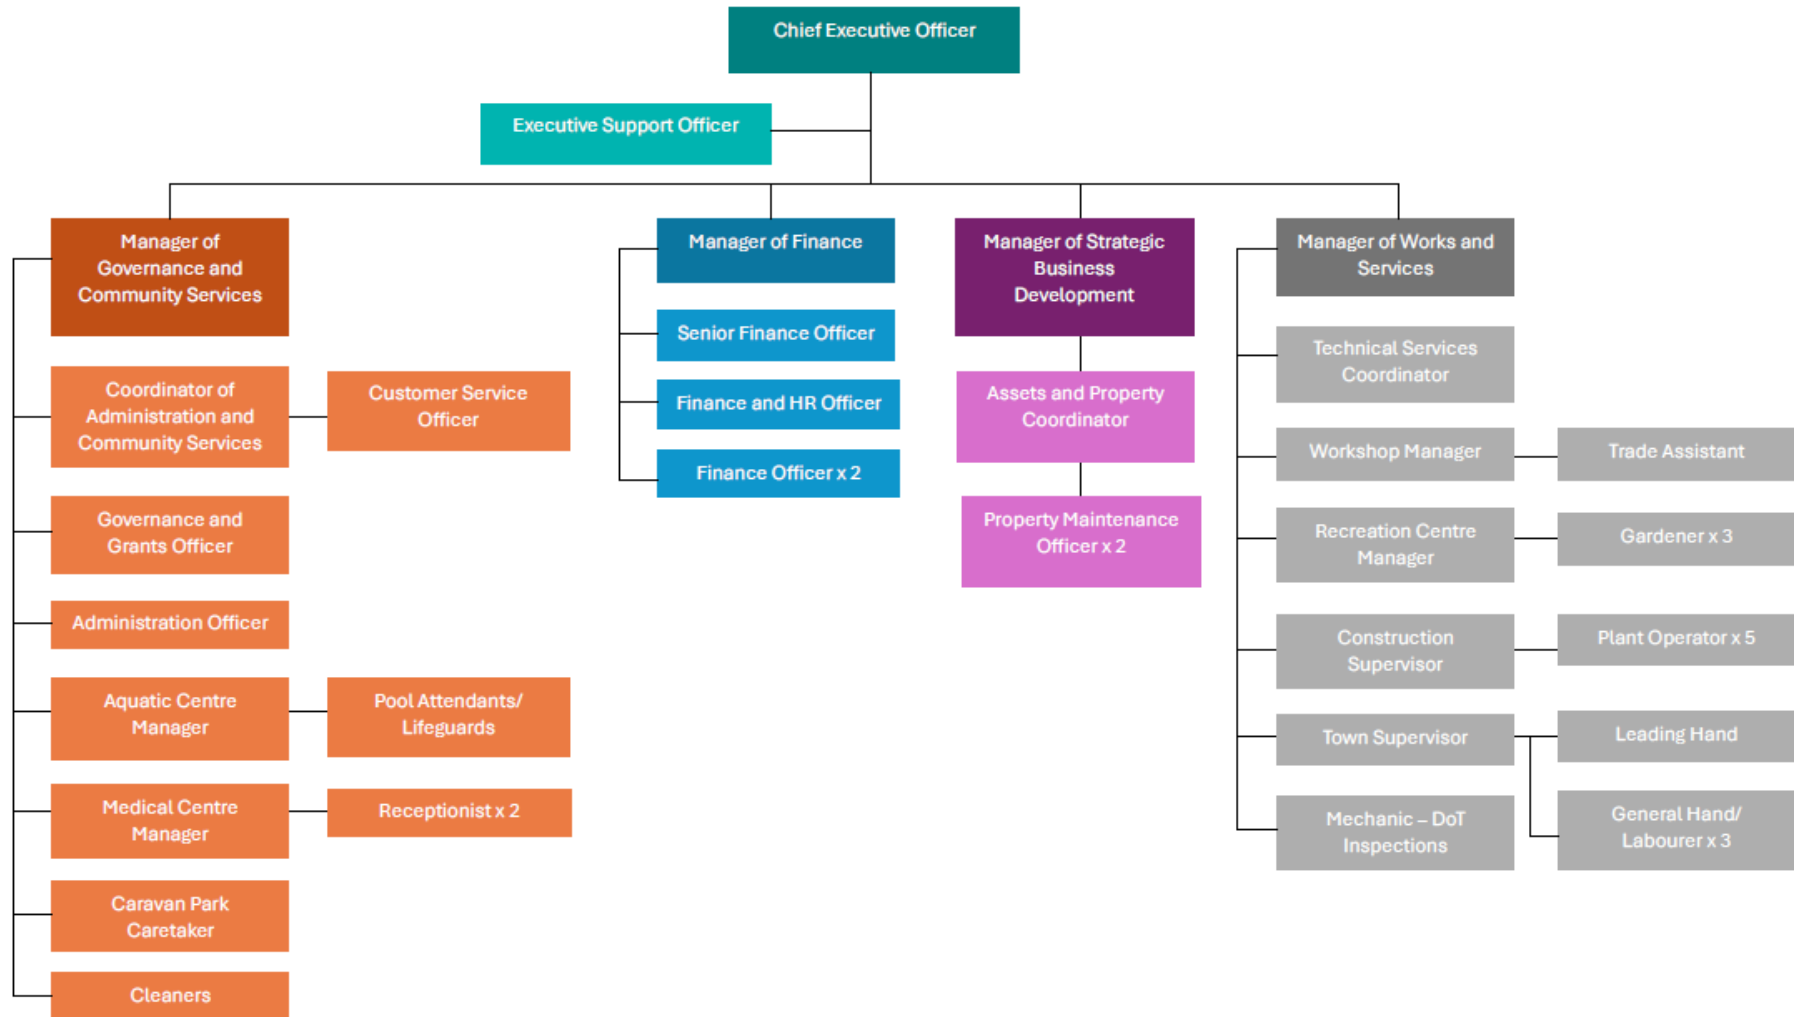 Chief Executive Officer
Executive Support Officer
Manager of
Governance and
Community Services
Coordinator of
Administration and
Community Services
Customer Service
Officer
Governance and
Grants Officer
Administration Officer
Aquatic Centre
Manager
Pool Attendants/
Lifeguards
Medical Centre
Manager
Receptionist x 2
Caravan Park
Caretaker
Cleaners
Manager of Finance
Senior Finance Officer
Finance and HR Officer
Finance Officer x 2
Manager of Strategic
Business
Development
Assets and Property
Coordinator
Property Maintenance
Officer x 2
Manager of Works and
Services
Technical Services
Coordinator
Workshop Manager
Trade Assistant
Recreation Centre
Manager
Gardener x 3
Construction
Supervisor
Plant Operator x 5
Town Supervisor
Leading Hand
General Hand/
Labourer x 3
Mechanic – DoT
Inspections